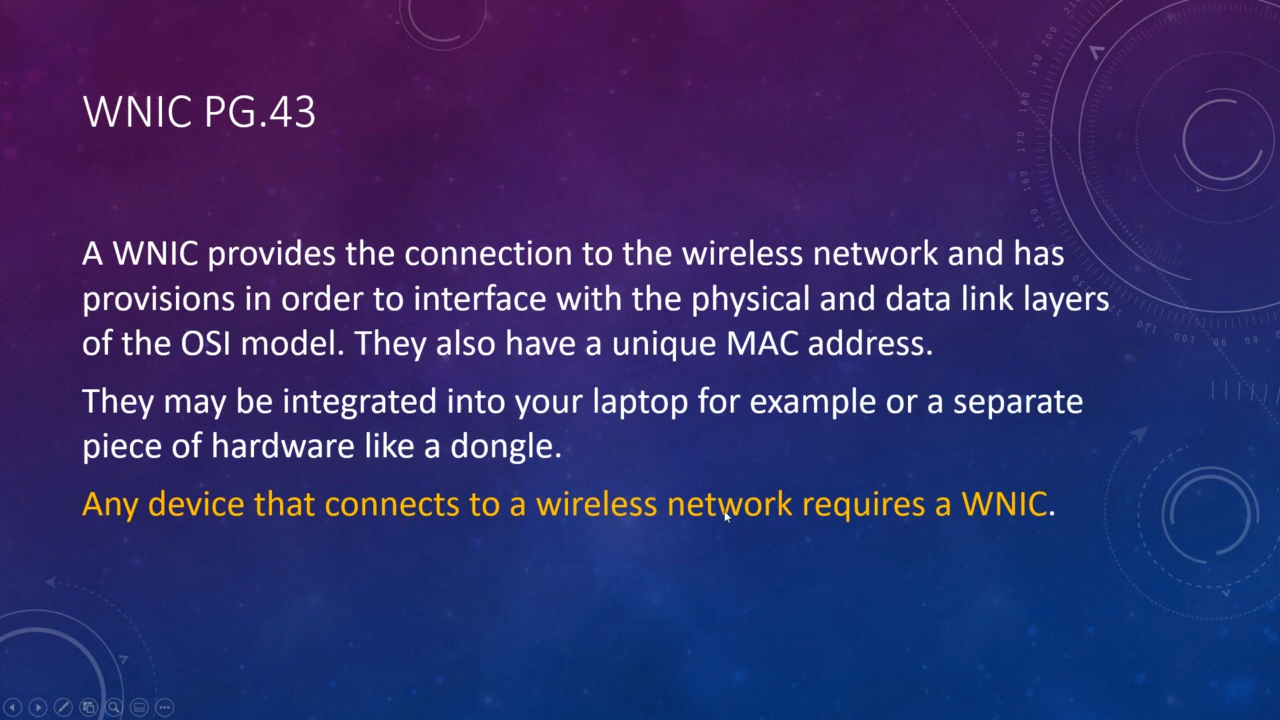 WNIC PG.43
A WNIC provides the connection to the wireless network and has
provisions in order to interface with the physical and data link layers
of the OSI model. They also have a unique MAC address.
They may be integrated into your laptop for example or a separate
piece of hardware like a dongle.
Any device that connects to a wireless network requires a WNIC.